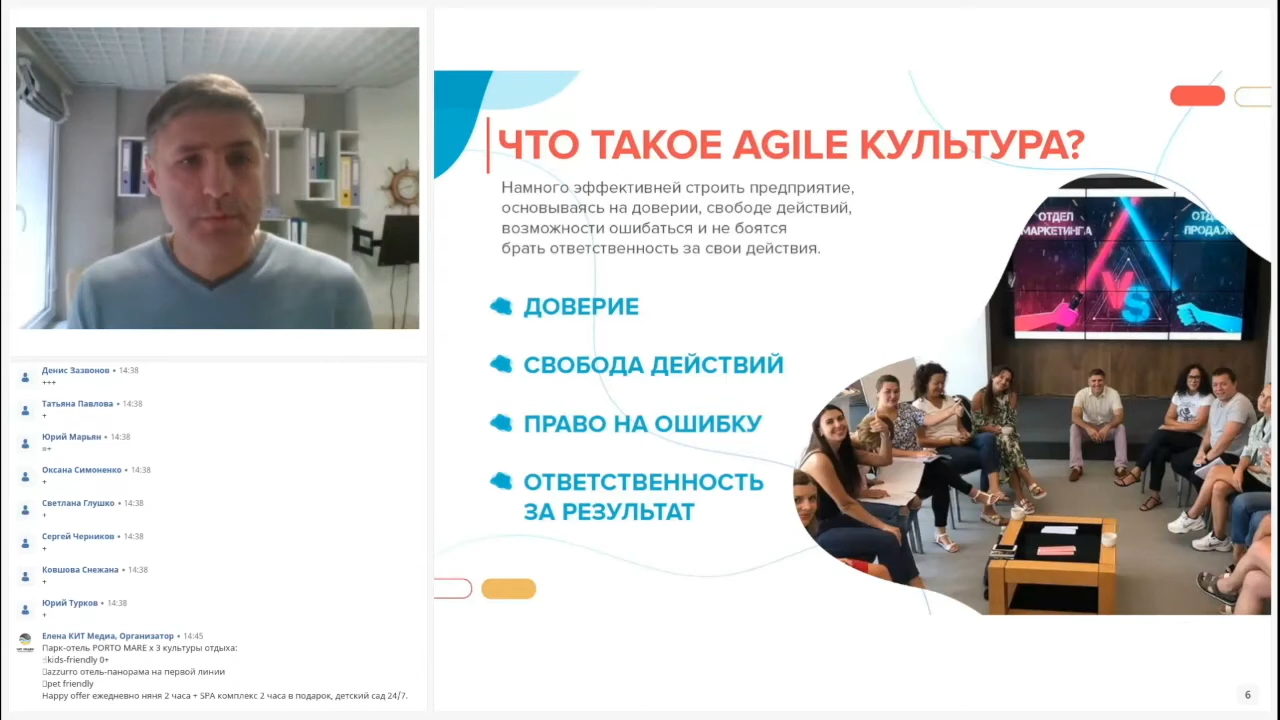 ЧТО ТАКОЕ AGILE КУЛЬТУРА?
Намного эффективней строить предприятие,
основываясь на доверии, свободе действий,
возможности ошибаться и не боятся
брать ответственность за свои действия.
ДОВЕРИЕ
СВОБОДА ДЕЙСТВИЙ
ПРАВО НА ОШИБКУ
ОТВЕТСТВЕННОСТЬ
ЗА РЕЗУЛЬТАТ
ОТДЕЛ
МАРКЕТИНГА
VS
6
Денис Зазвонов • 14:38
+++
Татьяна Павлова • 14:38
+
Юрий Марьян • 14:38
=+
Оксана Симоненко • 14:38
+
Светлана Глушко • 14:38
+
Сергей Черников • 14:38
+
Ковшова Снежана • 14:38
+
Юрий Турков • 14:38
+
Елена КИТ Медиа, Организатор • 14:45
Парк-отель PORTO MARE x 3 культуры отдыха:
kids-friendly 0+
azzurro отель-панорама на первой линии
pet friendly
Happy offer ежедневно няня 2 часа + SPA комплекс 2 часа в подарок, детский сад 24/7.